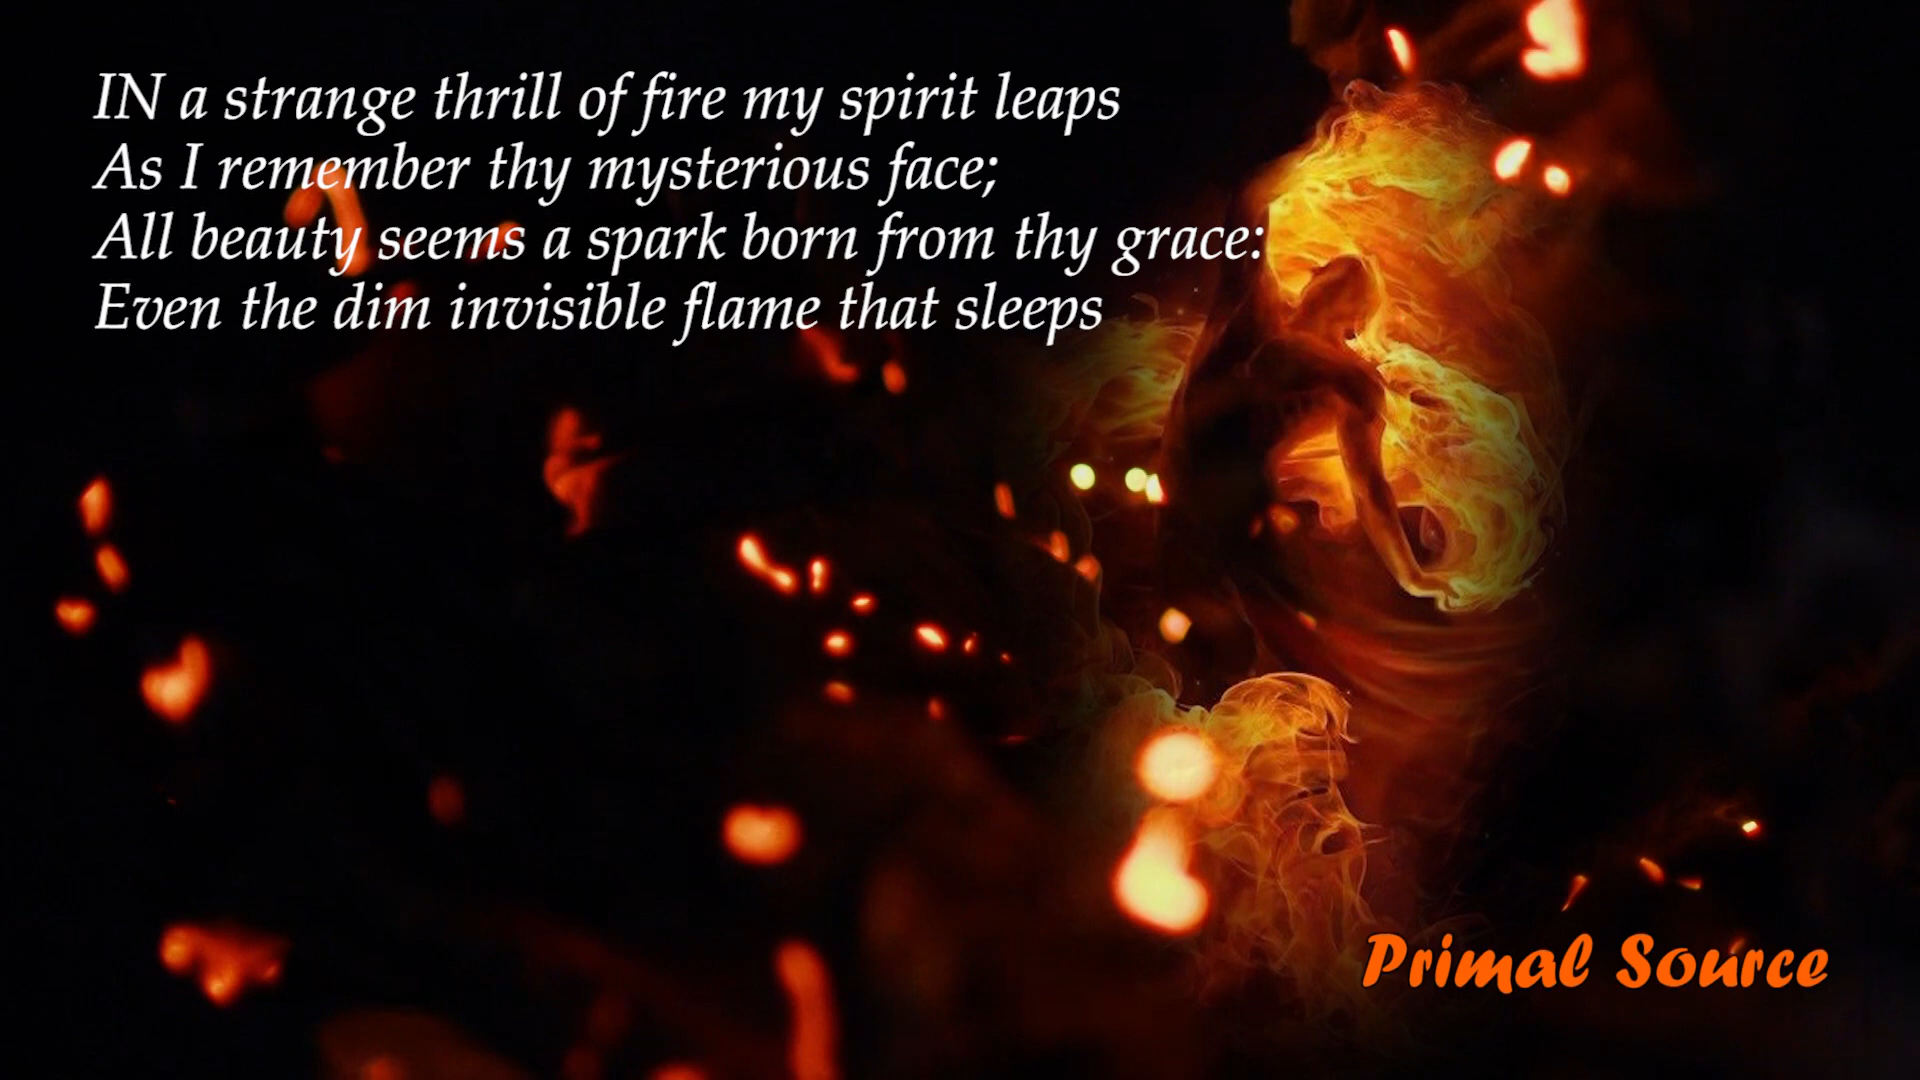 IN a strange thrill of fire my spirit leaps
As I remember thy mysterious face;
All beauty seems a spark born from thy grace:
Even the dim invisible flame that sleeps
Primal Source